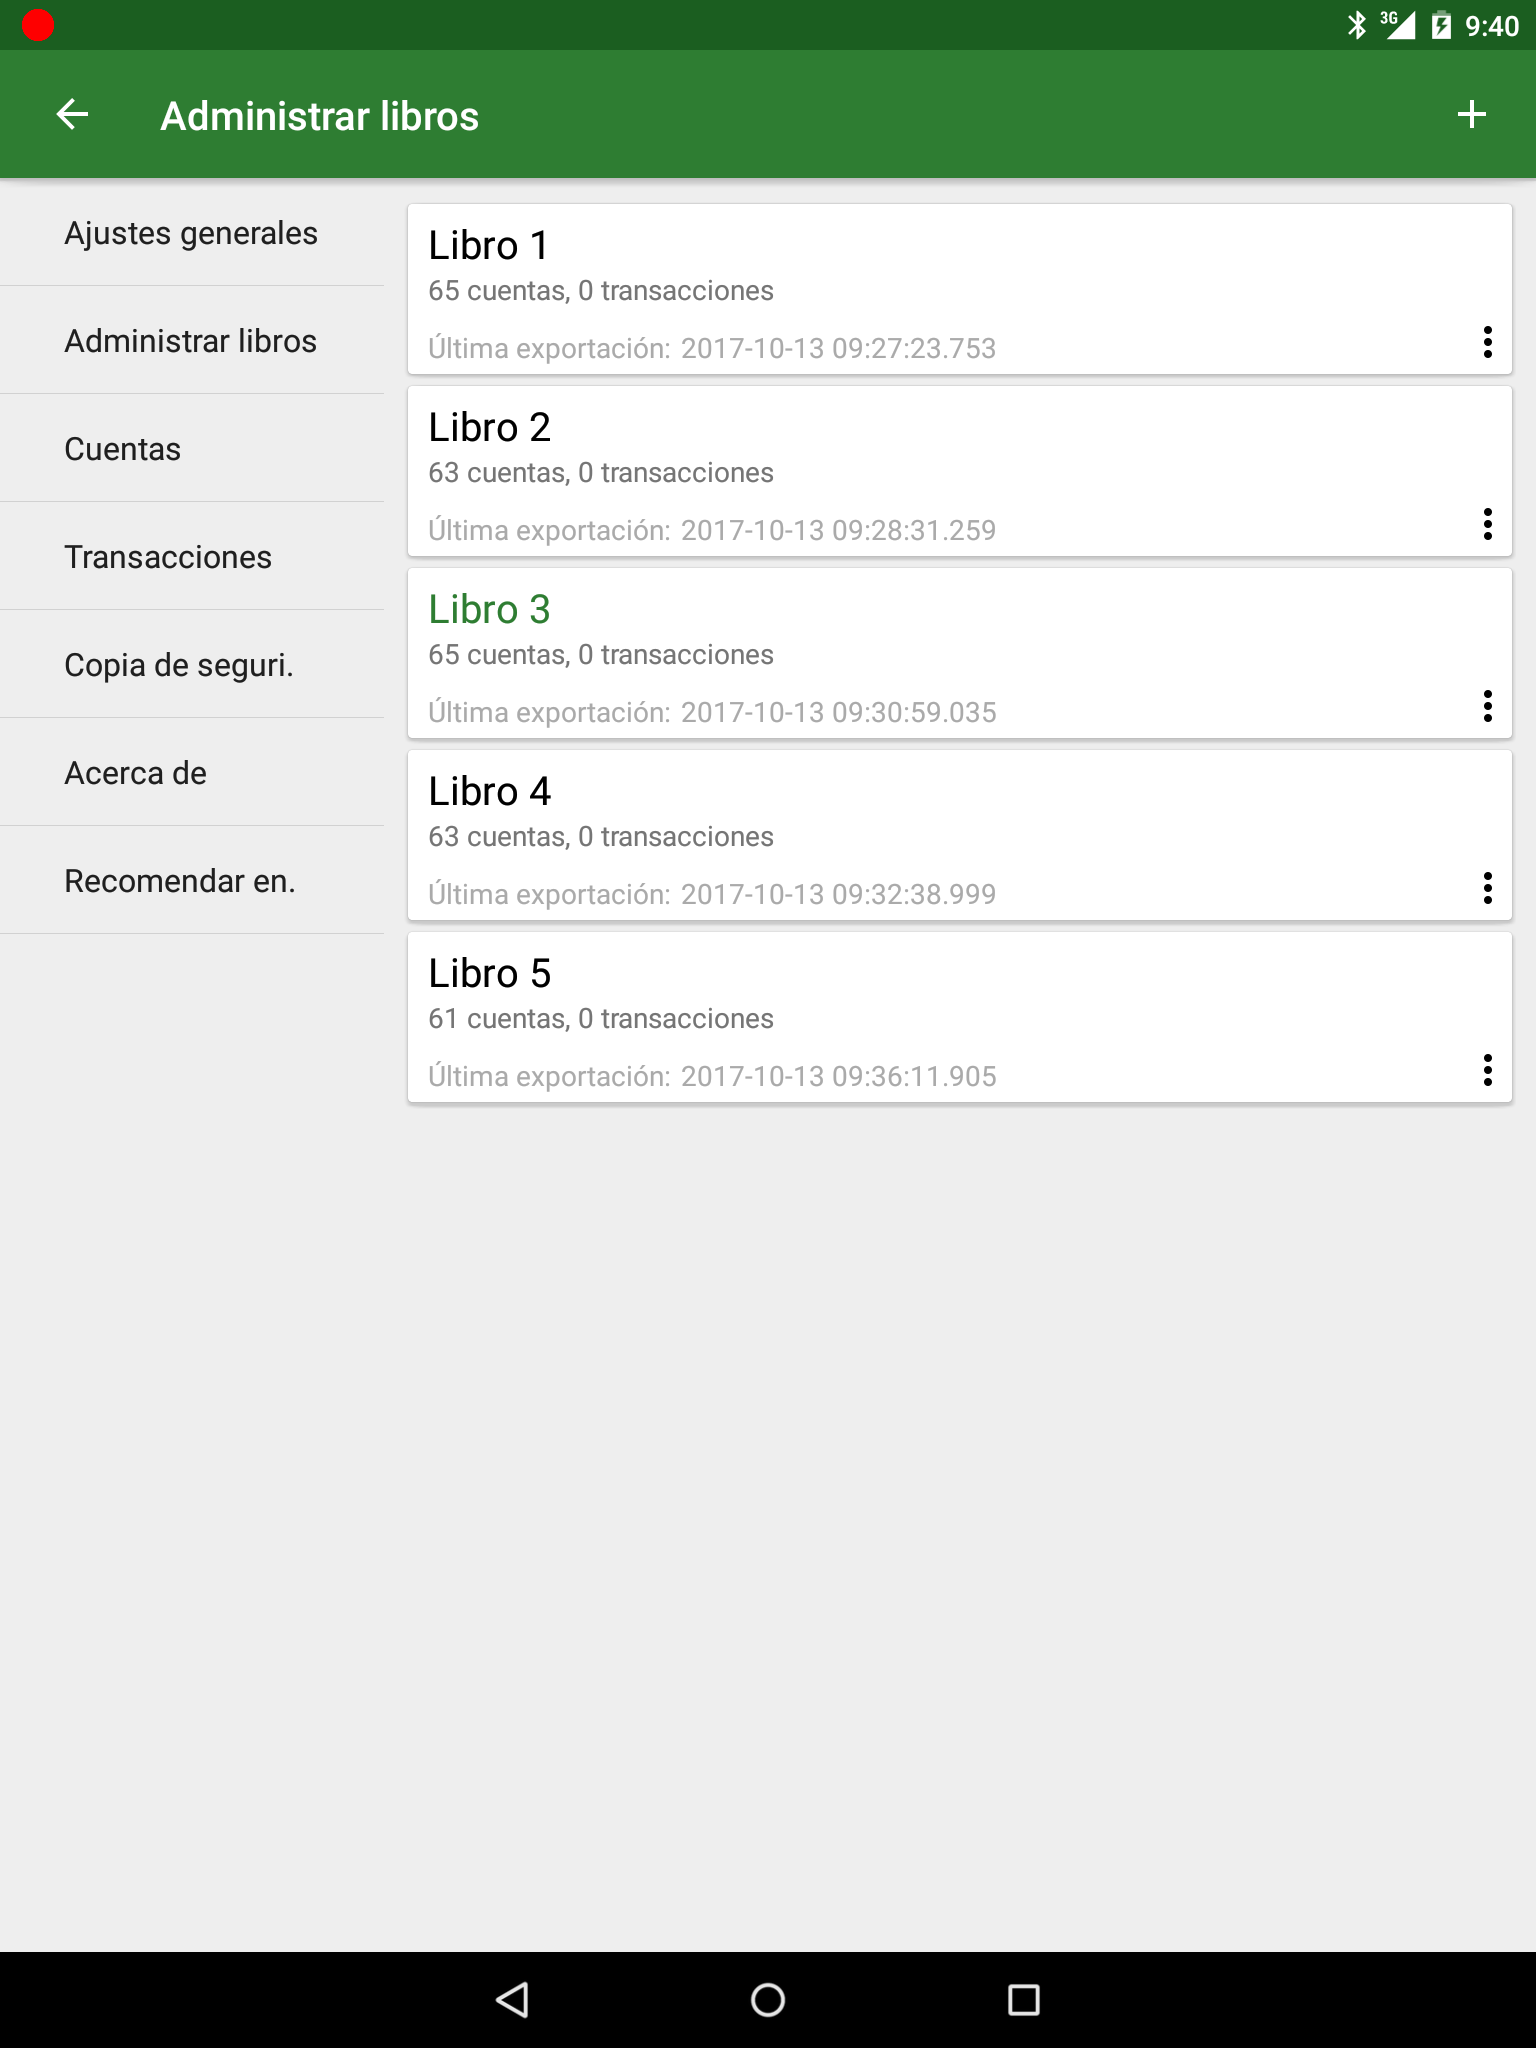 3G 9:40
Administrar libros
Ajustes generales
Administrar libros
Cuentas
Transacciones
Copia de seguri.
Acerca de
Recomendar en.
Libro 1
65 cuentas, 0 transacciones
Última exportación: 2017-10-13 09:27:23.753
Libro 2
63 cuentas, 0 transacciones
Última exportación: 2017-10-13 09:28:31.259
Libro 3
65 cuentas, 0 transacciones
Última exportación: 2017-10-13 09:30:59.035
Libro 4
63 cuentas, 0 transacciones
Última exportación: 2017-10-13 09:32:38.999
Libro 5
61 cuentas, 0 transacciones
Última exportación: 2017-10-13 09:36:11.905